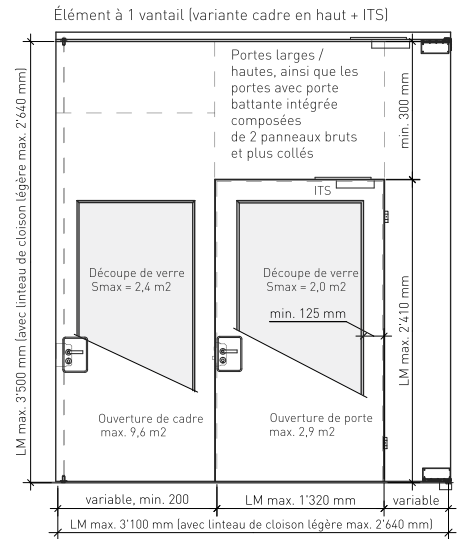 Élément à 1 vantail (variante cadre en haut + ITS)
Portes larges /
hautes, ainsi que les
portes avec porte
battante intégrée
composées
de 2 panneaux bruts
et plus collés
min. 300 mm
ITS
LM max. 3'500 mm (avec linteau de cloison légère max. 2'640 mm)
Découpe de verre
Smax = 2,4 m2
Découpe de verre
Smax = 2,0 m2
min. 125 mm
LM max. 2'410 mm
Ouverture de cadre
max. 9,6 m2
Ouverture de porte
max. 2,9 m2
variable, min. 200
LM max. 1'320 mm
variable
LM max. 3'100 mm (avec linteau de cloison légère max. 2'640 mm)